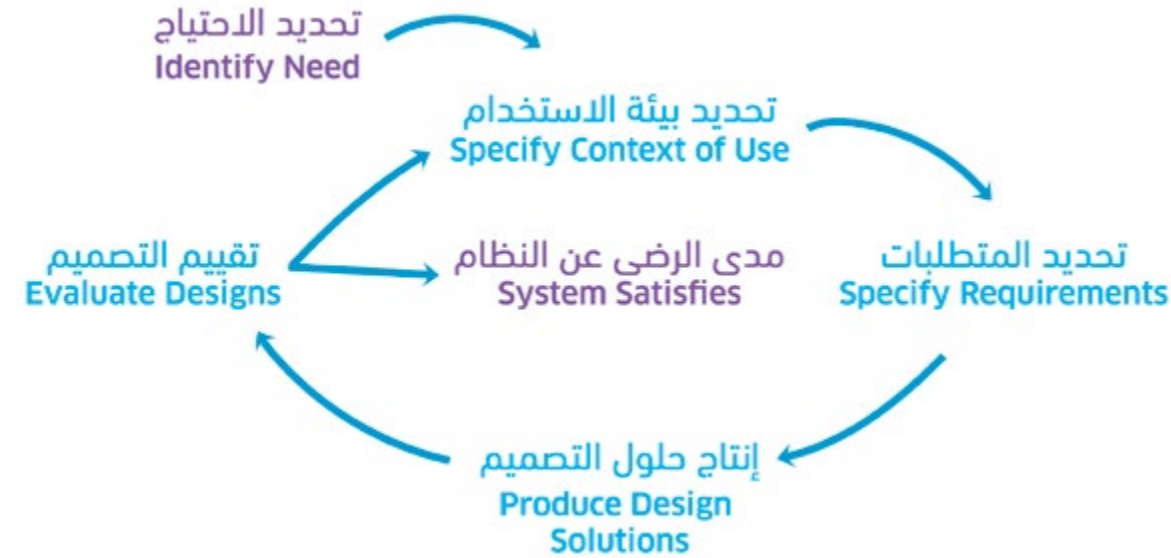 تحديد الاحتياج
Identify Need
تحديد بيئة الاستخدام
Specify Context of Use
تقييم التصميم
Evaluate Designs
مدى الرضى عن النظام
System Satisfies
تحديد المتطلبات
Specify Requirements
إنتاج حلول التصميم
Produce Design
Solutions